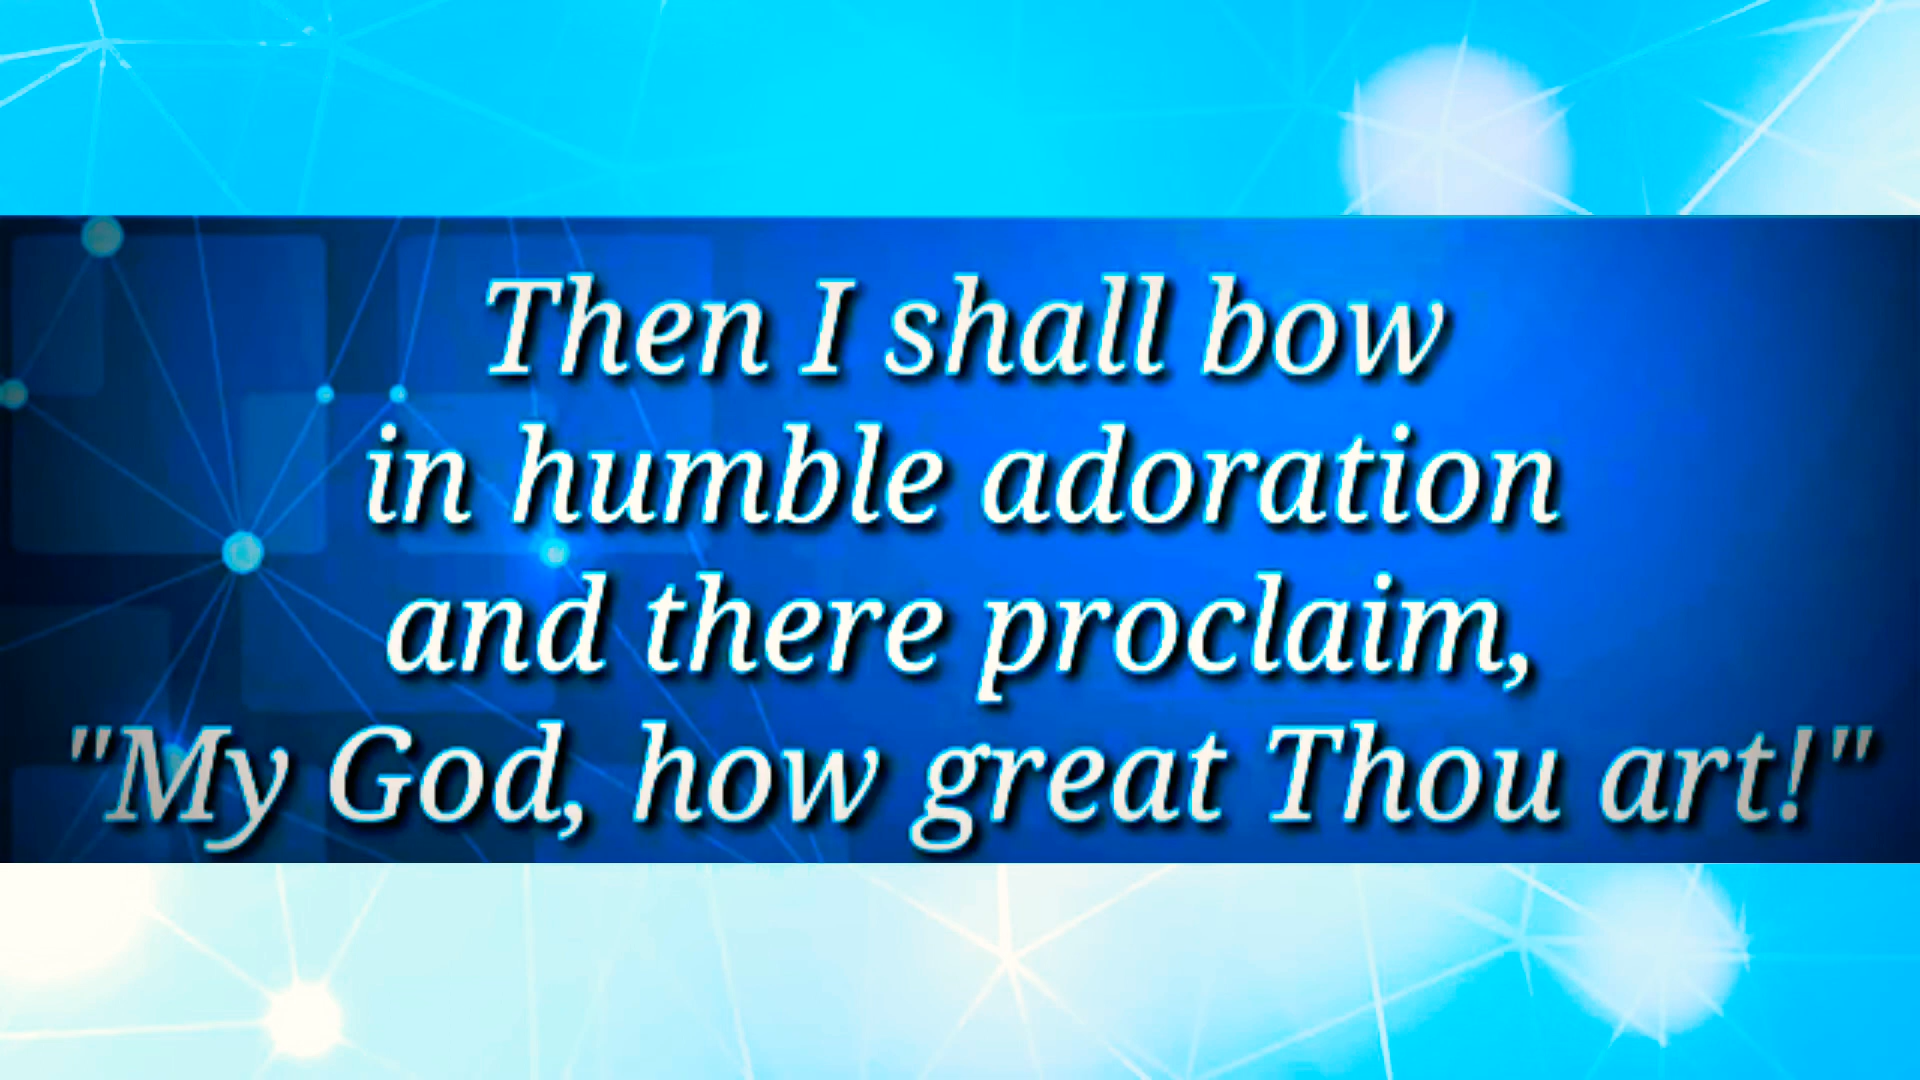 Then I shall bow
in humble adoration
and there proclaim,
"My God, how great Thou art!"